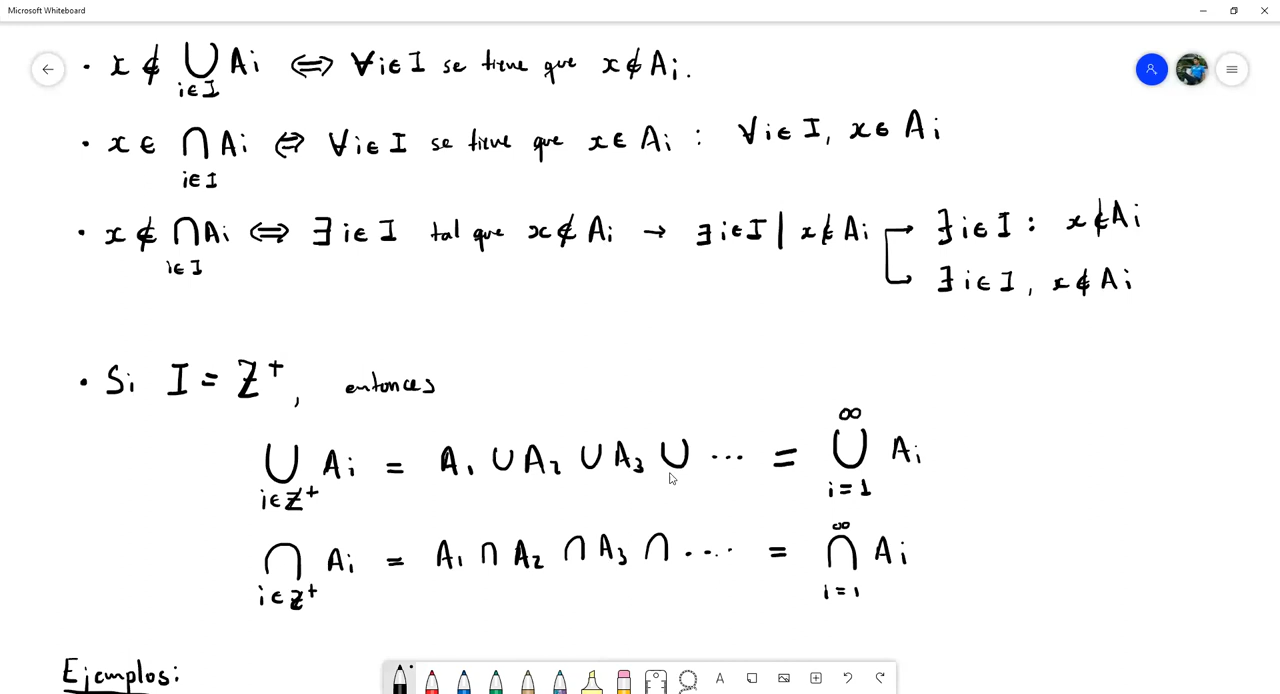 Microsoft Whiteboard
• x ∉ ⋃_{i∈I} Ai ⟺ ∀i∈I se tiene que x∉Ai.
• x ∈ ⋂_{i∈I} Ai ⟺ ∀i∈I se tiene que x∈Ai : ∀i∈I, x∈Ai
• x ∉ ⋂_{i∈I} Ai ⟺ ∃i∈I tal que x∉Ai → ∃i∈I | x∉Ai → ∃i∈I : x∉Ai
↳ ∃i∈I, x∉Ai
• Si I = Z⁺, entonces
⋃_{i∈Z⁺} Ai = A₁ ∪ A₂ ∪ A₃ ∪ ... = ⋃_{i=1}^{∞} Ai
⋂_{i∈Z⁺} Ai = A₁ ∩ A₂ ∩ A₃ ∩ .... = ⋂_{i=1}^{∞} Ai
Ejemplos: